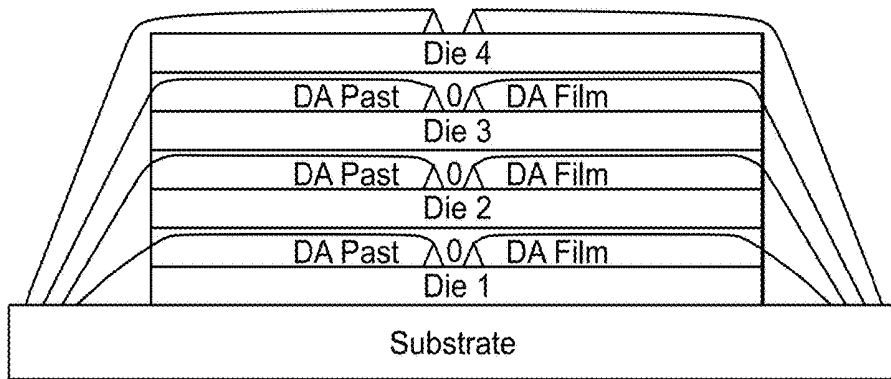 Die 4
DA Past 0 DA Film
Die 3
DA Past 0 DA Film
Die 2
DA Past 0 DA Film
Die 1
Substrate